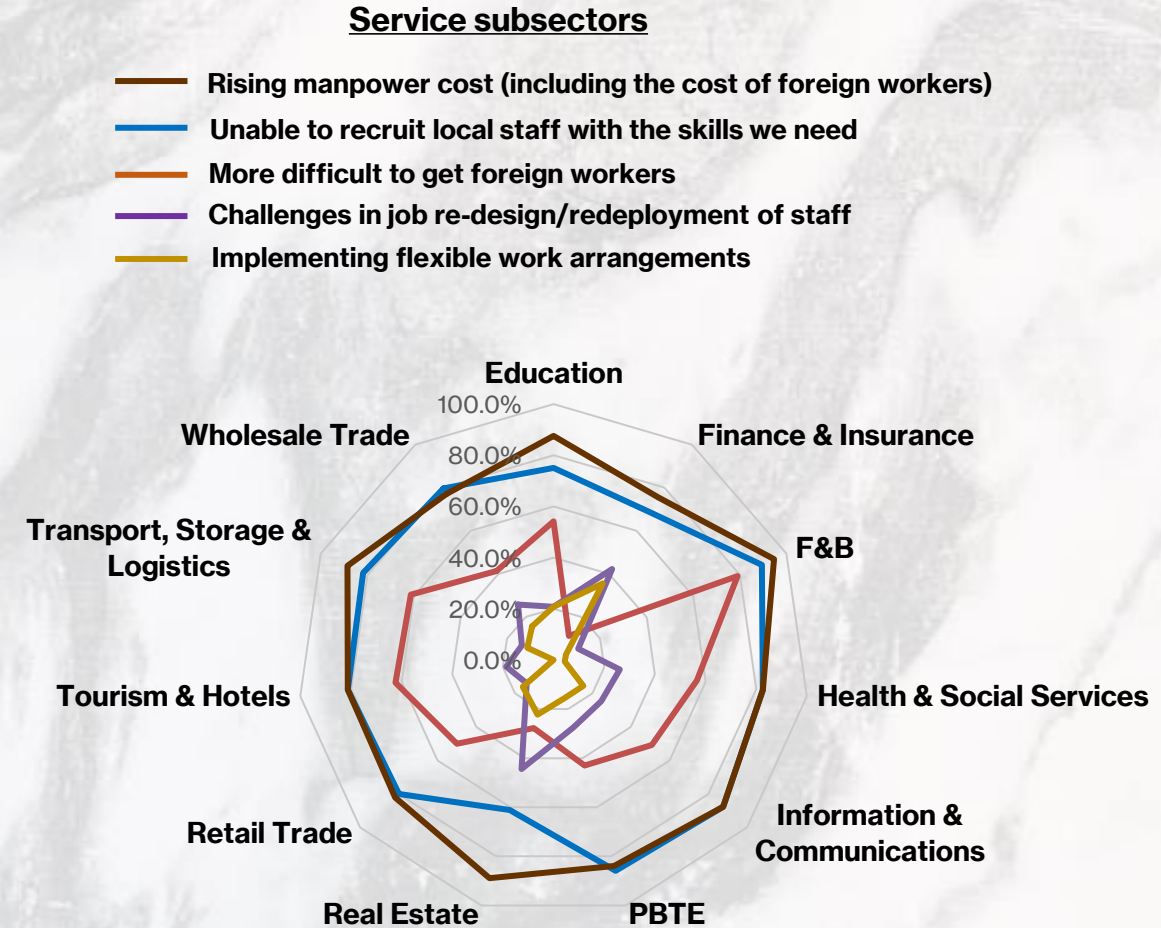 Service subsectors
Rising manpower cost (including the cost of foreign workers)
Unable to recruit local staff with the skills we need
More difficult to get foreign workers
Challenges in job re-design/redeployment of staff
Implementing flexible work arrangements
Education
100.0%
Wholesale Trade
Finance & Insurance
80.0%
60.0%
Transport, Storage &
Logistics
F&B
40.0%
20.0%
0.0%
Tourism & Hotels
Health & Social Services
Information &
Communications
Retail Trade
Real Estate
PBTE